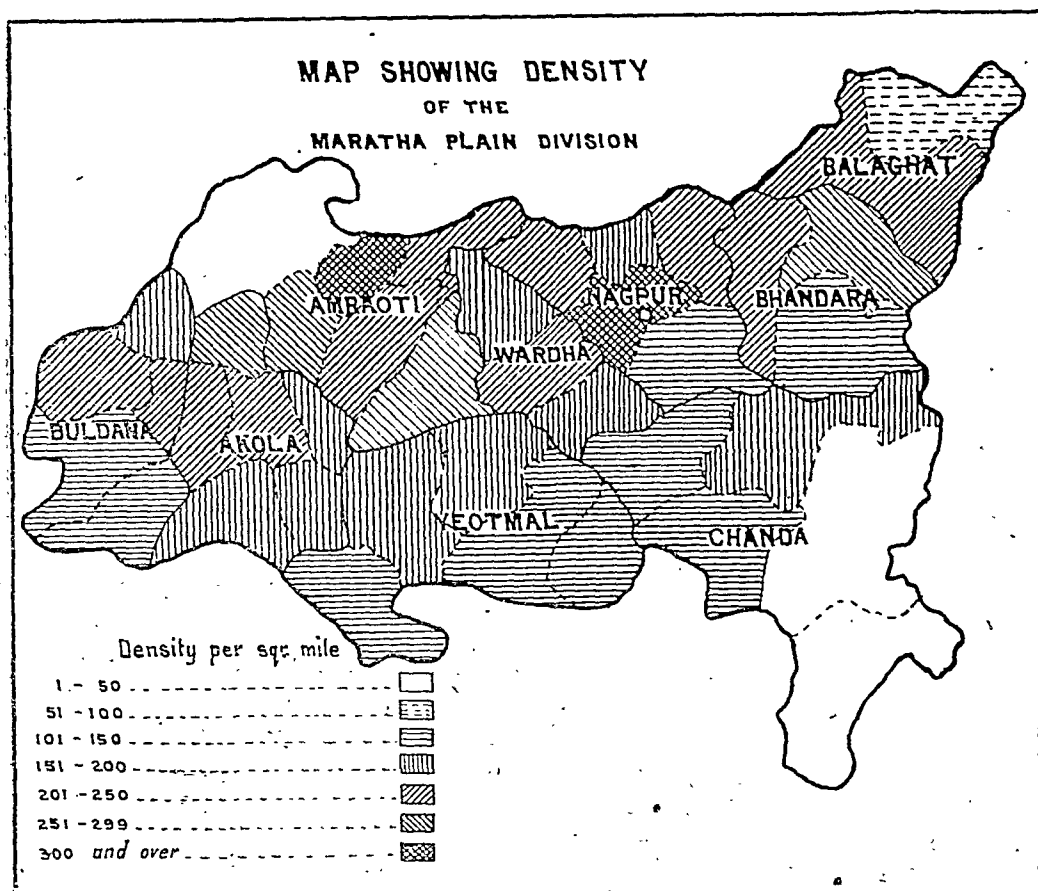 MAP SHOWING DENSITY
OF THE
MARATHA PLAIN DIVISION
BALAGHAT
AMRAOTI
NAGPUR
BHANDARA
WARDHA
BULDANA
AKOLA
YEOTMAL
CHANDA
Density per sqr. mile
1 - 50
51 - 100
101 - 150
151 - 200
201 - 250
251 - 299
300 and over